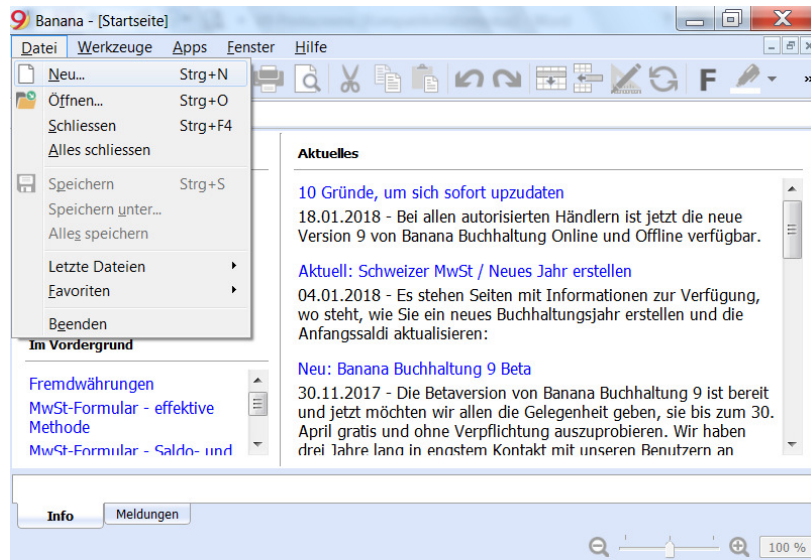 9 Banana - [Startseite]
Datei Werkzeuge Apps Fenster Hilfe
Neu... Strg+N
Öffnen... Strg+O
Schliessen Strg+F4
Alles schliessen
Speichern Strg+S
Speichern unter...
Alles speichern
Letzte Dateien
Favoriten
Beenden
F
Im Vordergrund
Fremdwährungen
MwSt-Formular - effektive
Methode
MwSt-Formular - Saldo- und
Aktuelles
10 Gründe, um sich sofort upzudaten
18.01.2018 - Bei allen autorisierten Händlern ist jetzt die neue
Version 9 von Banana Buchhaltung Online und Offline verfügbar.
Aktuell: Schweizer MwSt / Neues Jahr erstellen
04.01.2018 - Es stehen Seiten mit Informationen zur Verfügung,
wo steht, wie Sie ein neues Buchhaltungsjahr erstellen und die
Anfangssaldi aktualisieren:
Neu: Banana Buchhaltung 9 Beta
30.11.2017 - Die Betaversion von Banana Buchhaltung 9 ist bereit
und jetzt möchten wir allen die Gelegenheit geben, sie bis zum 30.
April gratis und ohne Verpflichtung auszuprobieren. Wir haben
drei Jahre lang in engstem Kontakt mit unseren Benutzern an
Info Meldungen
100 %